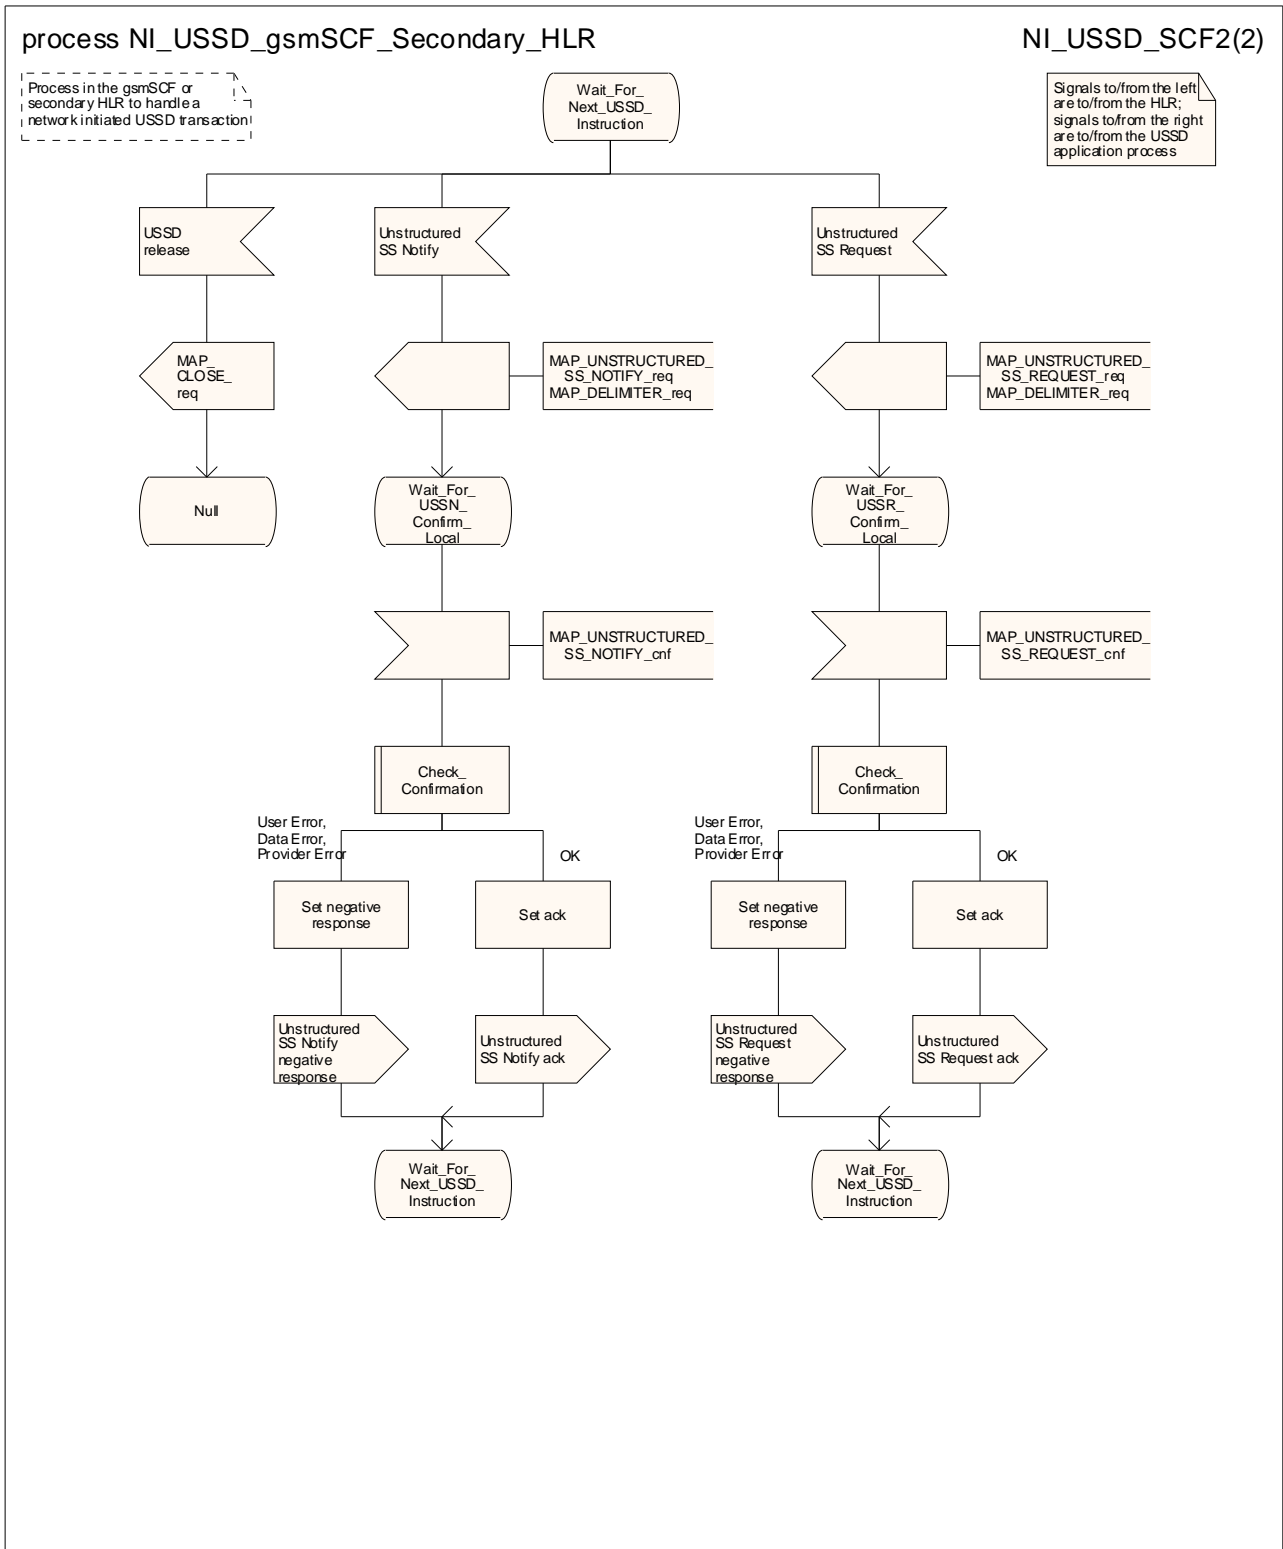 process NI_USSD_gsmSCF_Secondary_HLR
NI_USSD_SCF2(2)
Process in the gsmSCF or
secondary HLR to handle a
network initiated USSD transaction
Wait_For_
Next_USSD_
Instruction
Signals to/from the left
are to/from the HLR;
signals to/from the right
are to/from the USSD
application process
USSD
release
Unstructured
SS Notify
Unstructured
SS Request
MAP_
CLOSE_
req
MAP_UNSTRUCTURED_
SS_NOTIFY_req
MAP_DELIMITER_req
MAP_UNSTRUCTURED_
SS_REQUEST_req
MAP_DELIMITER_req
Null
Wait_For_
USSN_
Confirm_
Local
Wait_For_
USSR_
Confirm_
Local
MAP_UNSTRUCTURED_
SS_NOTIFY_cnf
MAP_UNSTRUCTURED_
SS_REQUEST_cnf
Check_
Confirmation
Check_
Confirmation
User Error,
Data Error,
Provider Error
OK
User Error,
Data Error,
Provider Error
OK
Set negative
response
Set ack
Set negative
response
Set ack
Unstructured
SS Notify
negative
response
Unstructured
SS Notify ack
Unstructured
SS Request
negative
response
Unstructured
SS Request ack
Wait_For_
Next_USSD_
Instruction
Wait_For_
Next_USSD_
Instruction